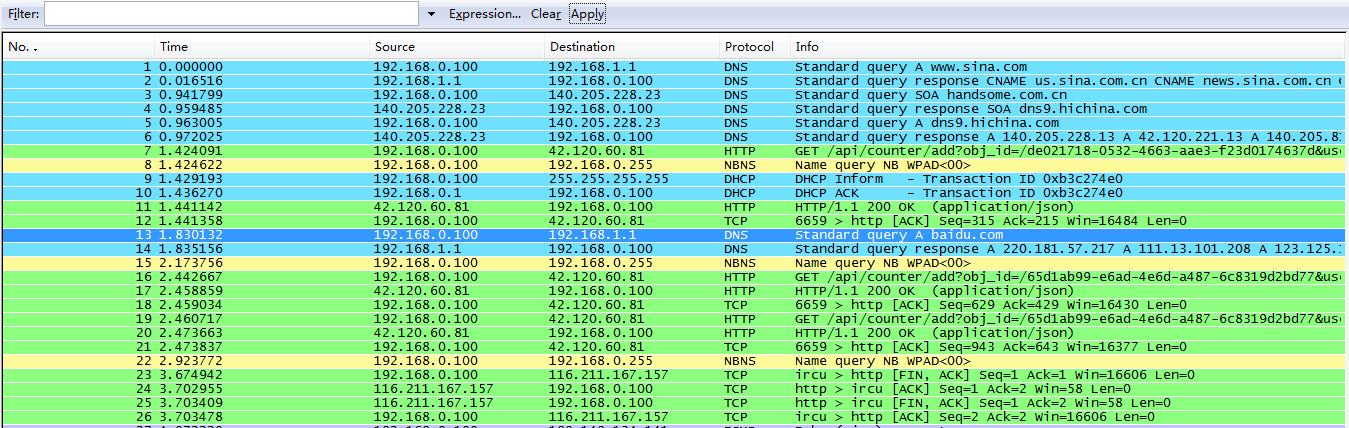 Filter: Expression... Clear Apply
No. . Time Source Destination Protocol Info
1 0.000000 192.168.0.100 192.168.1.1 DNS Standard query A www.sina.com
2 0.016516 192.168.1.1 192.168.0.100 DNS Standard query response CNAME us.sina.com.cn CNAME news.sina.com.cn
3 0.941799 192.168.0.100 140.205.228.23 DNS Standard query SOA handsome.com.cn
4 0.959485 140.205.228.23 192.168.0.100 DNS Standard query response SOA dns9.hichina.com
5 0.963005 192.168.0.100 140.205.228.23 DNS Standard query A dns9.hichina.com
6 0.972025 140.205.228.23 192.168.0.100 DNS Standard query response A 140.205.228.13 A 42.120.221.13 A 140.205.81
7 1.424091 192.168.0.100 42.120.60.81 HTTP GET /api/counter/add?obj_id=/de021718-0532-4663-aae3-f23d0174637d&us
8 1.424622 192.168.0.100 192.168.0.255 NBNS Name query NB WPAD<00>
9 1.429193 192.168.0.100 255.255.255.255 DHCP DHCP Inform - Transaction ID 0xb3c274e0
10 1.436270 192.168.0.1 192.168.0.100 DHCP DHCP ACK - Transaction ID 0xb3c274e0
11 1.441142 42.120.60.81 192.168.0.100 HTTP HTTP/1.1 200 OK (application/json)
12 1.441358 192.168.0.100 42.120.60.81 TCP 6659 > http [ACK] Seq=315 Ack=215 Win=16484 Len=0
13 1.830132 192.168.0.100 192.168.1.1 DNS Standard query A baidu.com
14 1.835156 192.168.1.1 192.168.0.100 DNS Standard query response A 220.181.57.217 A 111.13.101.208 A 123.125.1
15 2.173756 192.168.0.100 192.168.0.255 NBNS Name query NB WPAD<00>
16 2.442667 192.168.0.100 42.120.60.81 HTTP GET /api/counter/add?obj_id=/65d1ab99-e6ad-4e6d-a487-6c8319d2bd77&use
17 2.458859 42.120.60.81 192.168.0.100 HTTP HTTP/1.1 200 OK (application/json)
18 2.459034 192.168.0.100 42.120.60.81 TCP 6659 > http [ACK] Seq=629 Ack=429 Win=16430 Len=0
19 2.460717 192.168.0.100 42.120.60.81 HTTP GET /api/counter/add?obj_id=/65d1ab99-e6ad-4e6d-a487-6c8319d2bd77&use
20 2.473663 42.120.60.81 192.168.0.100 HTTP HTTP/1.1 200 OK (application/json)
21 2.473837 192.168.0.100 42.120.60.81 TCP 6659 > http [ACK] Seq=943 Ack=643 Win=16377 Len=0
22 2.923772 192.168.0.100 192.168.0.255 NBNS Name query NB WPAD<00>
23 3.674942 192.168.0.100 116.211.167.157 TCP ircu > http [FIN, ACK] Seq=1 Ack=1 Win=16606 Len=0
24 3.702955 116.211.167.157 192.168.0.100 TCP http > ircu [ACK] Seq=1 Ack=2 Win=58 Len=0
25 3.703409 116.211.167.157 192.168.0.100 TCP http > ircu [FIN, ACK] Seq=1 Ack=2 Win=58 Len=0
26 3.703478 192.168.0.100 116.211.167.157 TCP ircu > http [ACK] Seq=2 Ack=2 Win=16606 Len=0